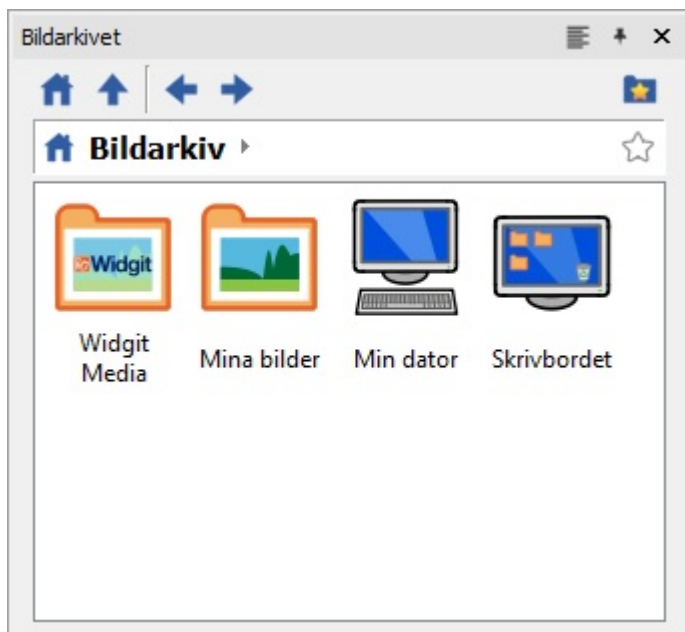 Bildarkivet
Bildarkiv
Widgit
Widgit
Media
Mina bilder
Min dator
Skrivbordet